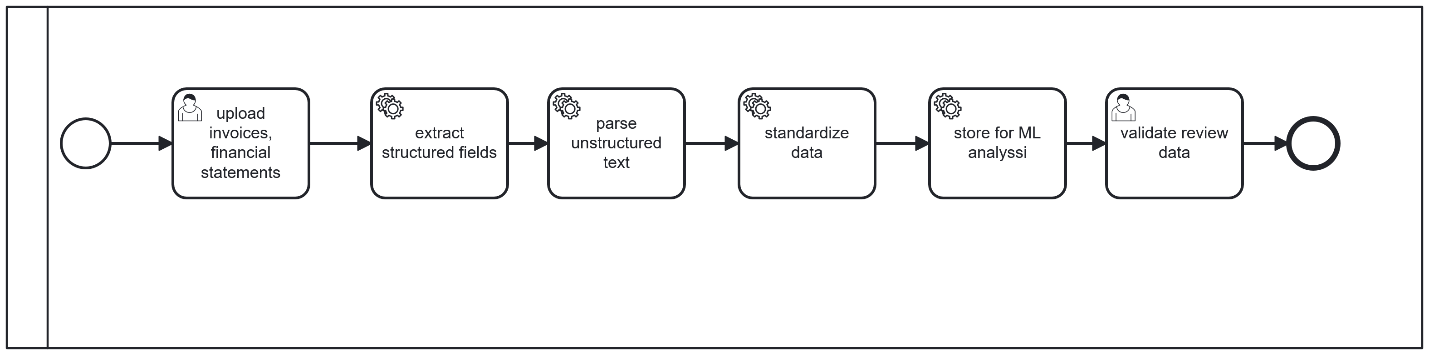 upload
invoices,
financial
statements
extract
structured fields
parse
unstructured
text
standardize
data
store for ML
analyssi
validate review
data